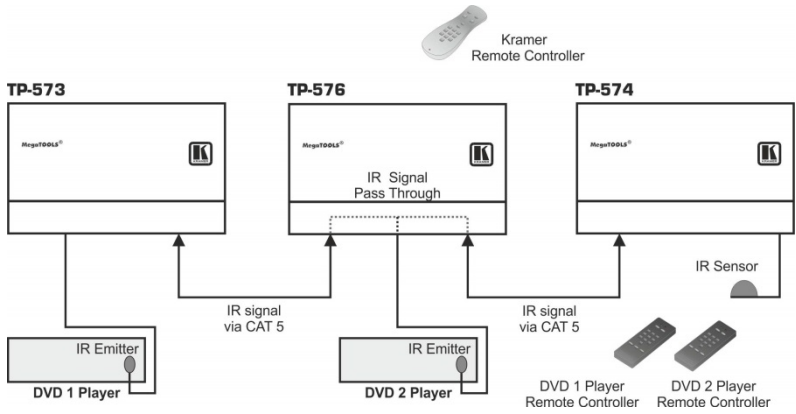 Kramer
Remote Controller
TP-573
TP-576
TP-574
MegaTOOLS®
MegaTOOLS®
MegaTOOLS®
IR Signal
Pass Through
IR Sensor
IR signal
via CAT 5
IR signal
via CAT 5
IR Emitter
IR Emitter
DVD 1 Player
DVD 2 Player
DVD 1 Player
Remote Controller
DVD 2 Player
Remote Controller